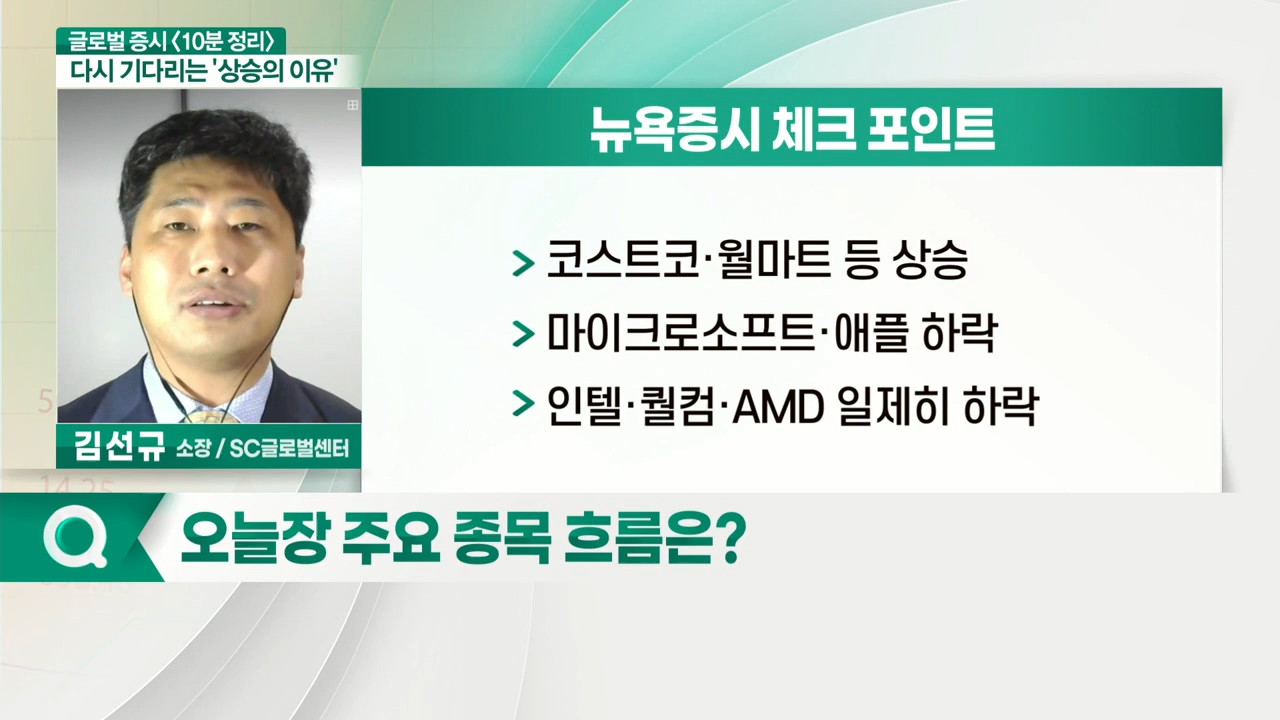 글로벌 증시 〈10분 정리〉
다시 기다리는 '상승의 이유'
뉴욕증시 체크 포인트
> 코스트코·월마트 등 상승
> 마이크로소프트·애플 하락
> 인텔·퀄컴·AMD 일제히 하락
김선규 소장 / SC글로벌센터
오늘장 주요 종목 흐름은?